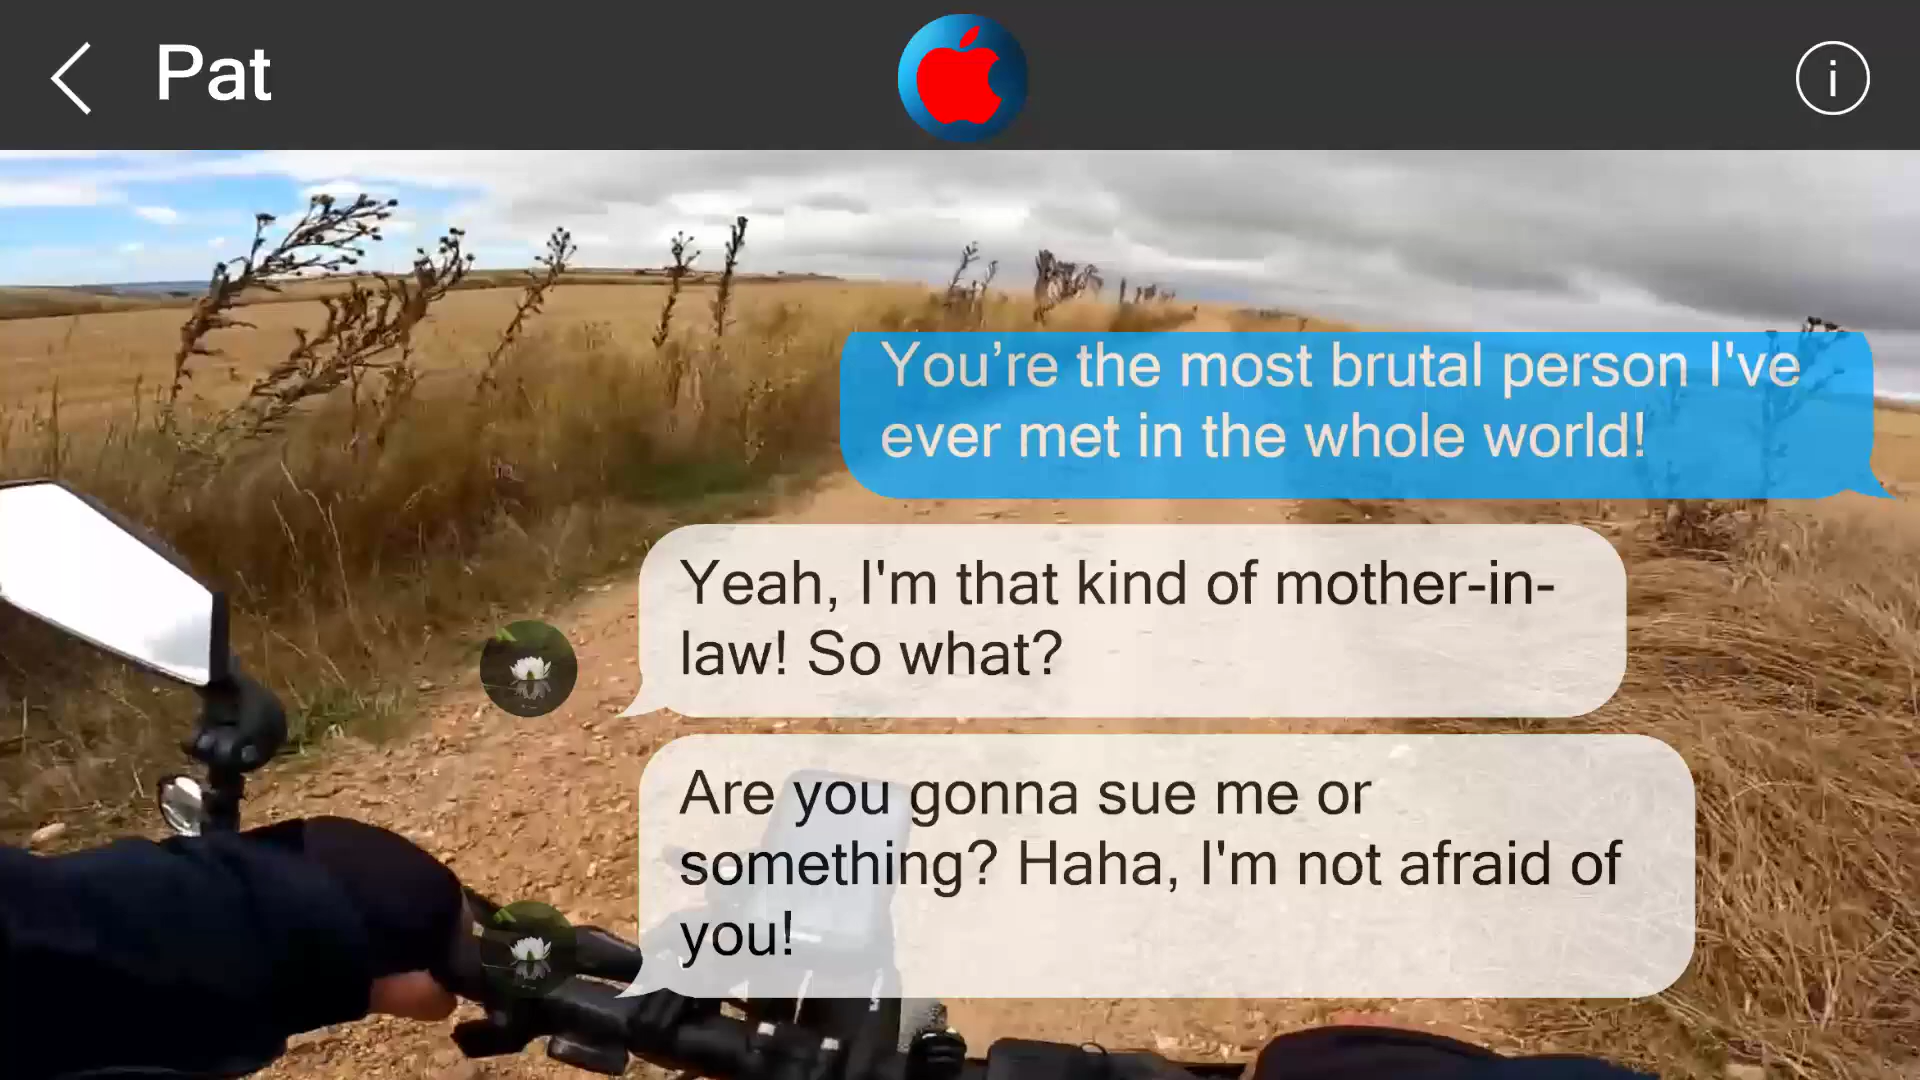 Pat
i
You’re the most brutal person I've
ever met in the whole world!
Yeah, I'm that kind of mother-in-
law! So what?
Are you gonna sue me or
something? Haha, I'm not afraid of
you!